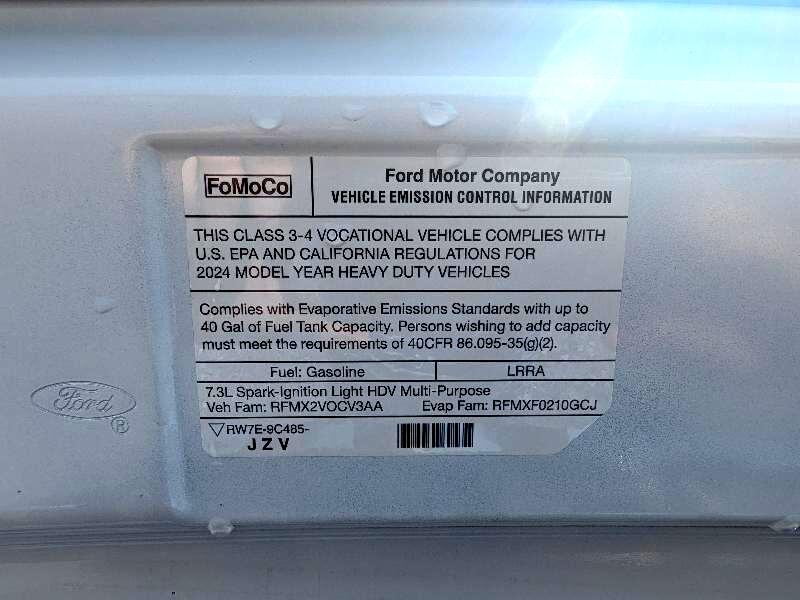 FoMoCo
Ford Motor Company
VEHICLE EMISSION CONTROL INFORMATION
THIS CLASS 3-4 VOCATIONAL VEHICLE COMPLIES WITH
U.S. EPA AND CALIFORNIA REGULATIONS FOR
2024 MODEL YEAR HEAVY DUTY VEHICLES
Complies with Evaporative Emissions Standards with up to
40 Gal of Fuel Tank Capacity. Persons wishing to add capacity
must meet the requirements of 40CFR 86.095-35(g)(2).
Fuel: Gasoline LRRA
7.3L Spark-Ignition Light HDV Multi-Purpose
Veh Fam: RFMX2VOCV3AA Evap Fam: RFMXF0210GCJ
RW7E-9C485-
JZV
Ford
®